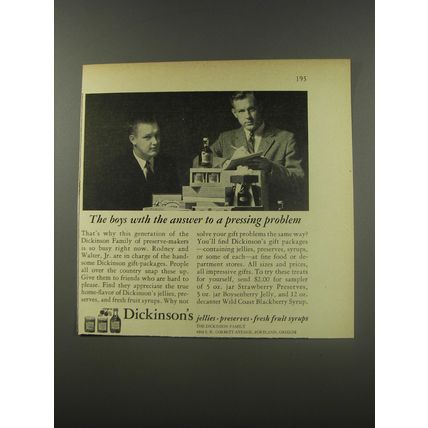 195
The boys with the answer to a pressing problem
That's why this generation of the
Dickinson Family of preserve-makers
is so busy right now. Rodney and
Walter, Jr. are in charge of the hand-
some Dickinson gift-packages. People
all over the country snap these up.
Give them to friends who are hard to
please. Find they appreciate the true
home-flavor of Dickinson's jellies, pre-
serves, and fresh fruit syrups. Why not
solve your gift problems the same way?
You'll find Dickinson's gift packages
—containing jellies, preserves, syrups,
or some of each—at fine food or de-
partment stores. All sizes and prices,
all impressive gifts. To try these treats
for yourself, send $2.00 for sampler
of 5 oz. jar Strawberry Preserves,
5 oz. jar Boysenberry Jelly, and 12 oz.
decanter Wild Coast Blackberry Syrup.
Dickinson's jellies · preserves · fresh fruit syrups
THE DICKINSON FAMILY
S. W. CORBETT AVENUE, PORTLAND, OREGON